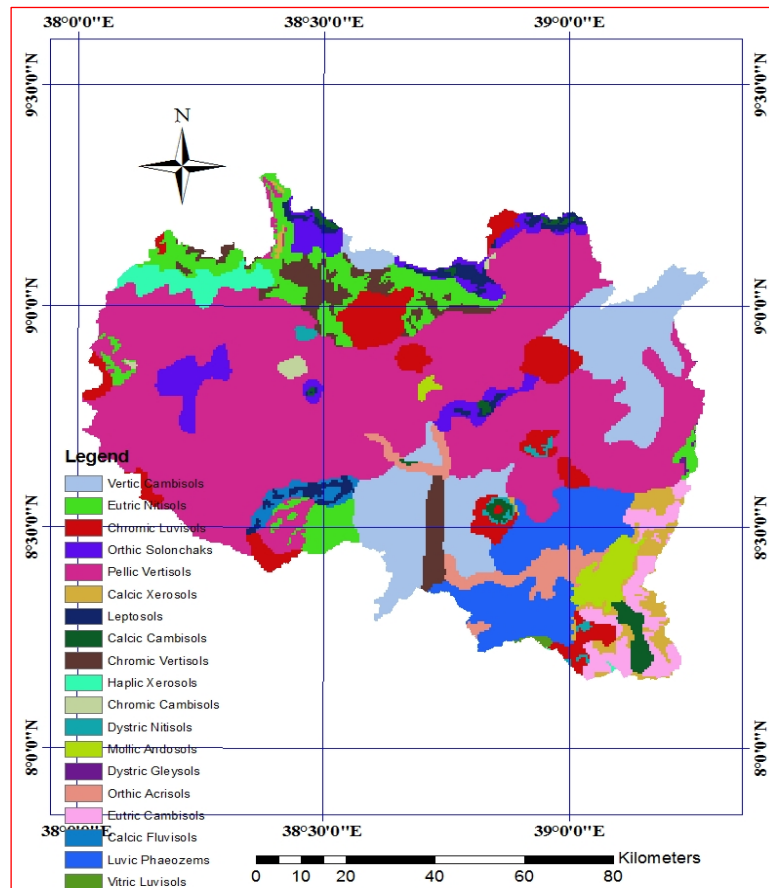 38°0'0"E 38°30'0"E 39°0'0"E
9°30'0"N 9°30'0"N
N
9°0'0"N 9°0'0"N
Legend
Vertic Cambisols
Eutric Nitisols
8°30'0"N 8°30'0"N
Chromic Luvisols
Orthic Solonchaks
Pellic Vertisols
Calcic Xerosols
Leptosols
Calcic Cambisols
Chromic Vertisols
Haplic Xerosols
Chromic Cambisols
Dystric Nitisols
8°0'0"N 8°0'0"N
Mollic Andosols
Dystric Gleysols
Orthic Acrisols
Eutric Cambisols
38°0'0"E 38°30'0"E 39°0'0"E
Calcic Fluvisols
Luvic Phaeozems
Vitric Luvisols
Kilometers
0 5 10 20 40 60 80